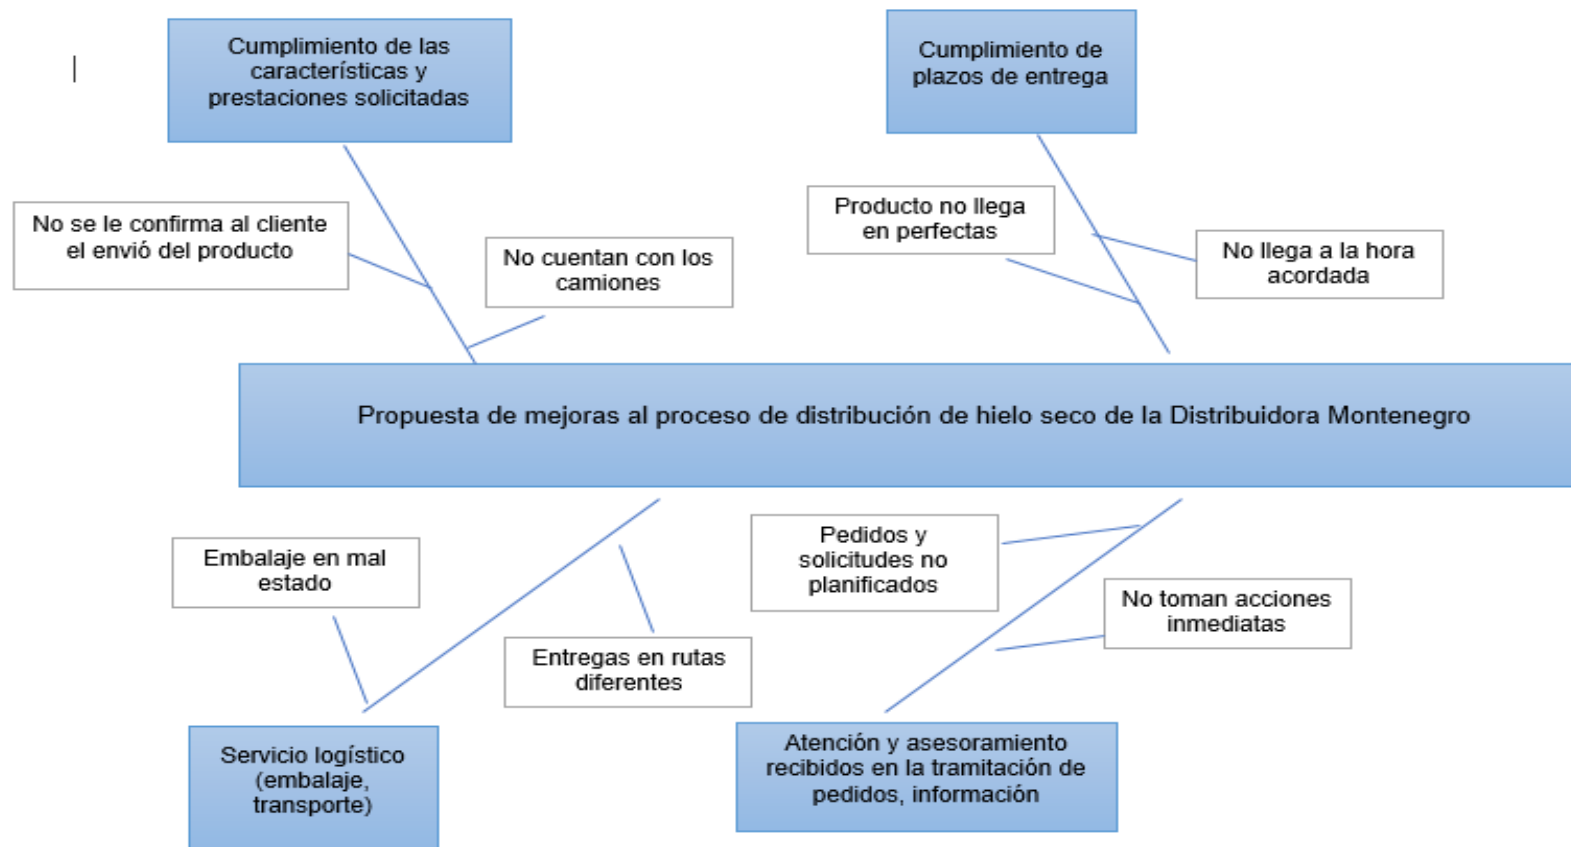 Cumplimiento de las
características y
prestaciones solicitadas
Cumplimiento de
plazos de entrega
No se le confirma al cliente
el envió del producto
No cuentan con los
camiones
Producto no llega
en perfectas
No llega a la hora
acordada
Propuesta de mejoras al proceso de distribución de hielo seco de la Distribuidora Montenegro
Embalaje en mal
estado
Entregas en rutas
diferentes
Pedidos y
solicitudes no
planificados
No toman acciones
inmediatas
Servicio logístico
(embalaje,
transporte)
Atención y asesoramiento
recibidos en la tramitación de
pedidos, información